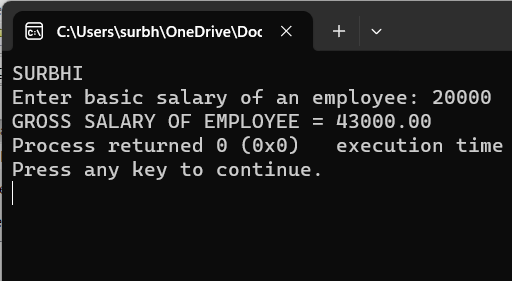 C:\Users\surbh\OneDrive\Doc
SURBHI
Enter basic salary of an employee: 20000
GROSS SALARY OF EMPLOYEE = 43000.00
Process returned 0 (0x0)   execution time
Press any key to continue.